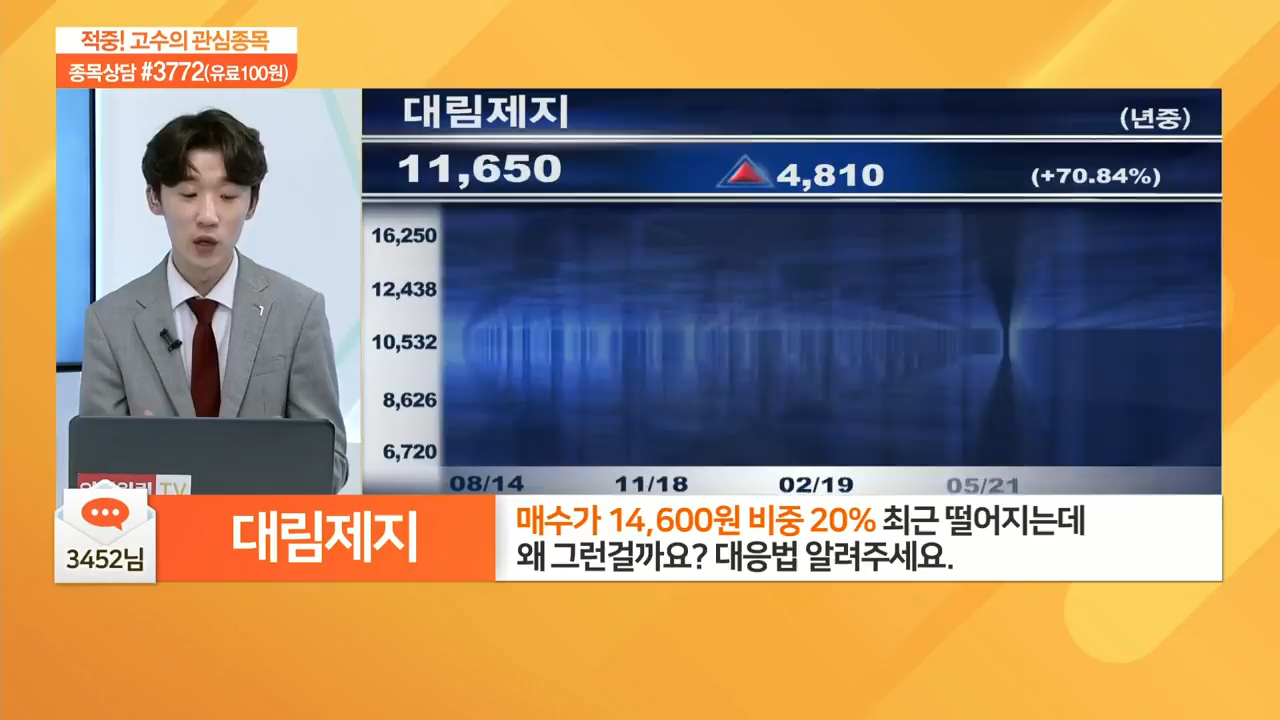 적중! 고수의 관심종목
종목상담 #3772(유료100원)
대림제지
(년중)
11,650
4,810
(+70.84%)
16,250
12,438
10,532
8,626
6,720
08/14
11/18
02/19
05/21
TV
3452님
대림제지
매수가 14,600원 비중 20% 최근 떨어지는데
왜 그런걸까요? 대응법 알려주세요.